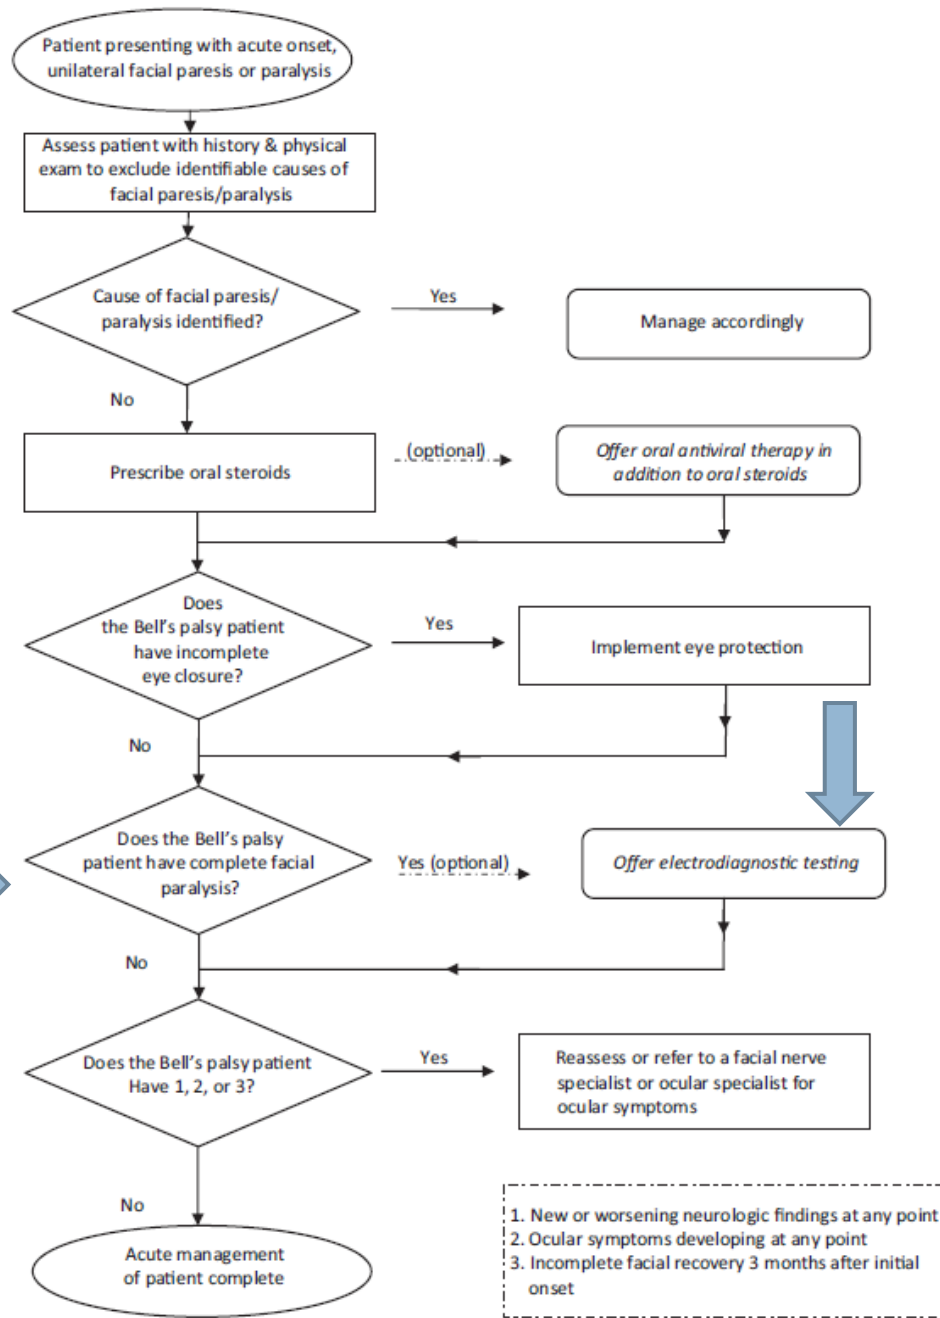 Patient presenting with acute onset,
unilateral facial paresis or paralysis
Assess patient with history & physical
exam to exclude identifiable causes of
facial paresis/paralysis
Cause of facial paresis/
paralysis identified?
Yes
Manage accordingly
No
Prescribe oral steroids
(optional)
Offer oral antiviral therapy in
addition to oral steroids
Does
the Bell's palsy patient
have incomplete
eye closure?
Yes
Implement eye protection
No
Does the Bell's palsy
patient have complete facial
paralysis?
Yes (optional)
Offer electrodiagnostic testing
No
Does the Bell's palsy patient
Have 1, 2, or 3?
Yes
Reassess or refer to a facial nerve
specialist or ocular specialist for
ocular symptoms
No
Acute management
of patient complete
1. New or worsening neurologic findings at any point
2. Ocular symptoms developing at any point
3. Incomplete facial recovery 3 months after initial
onset